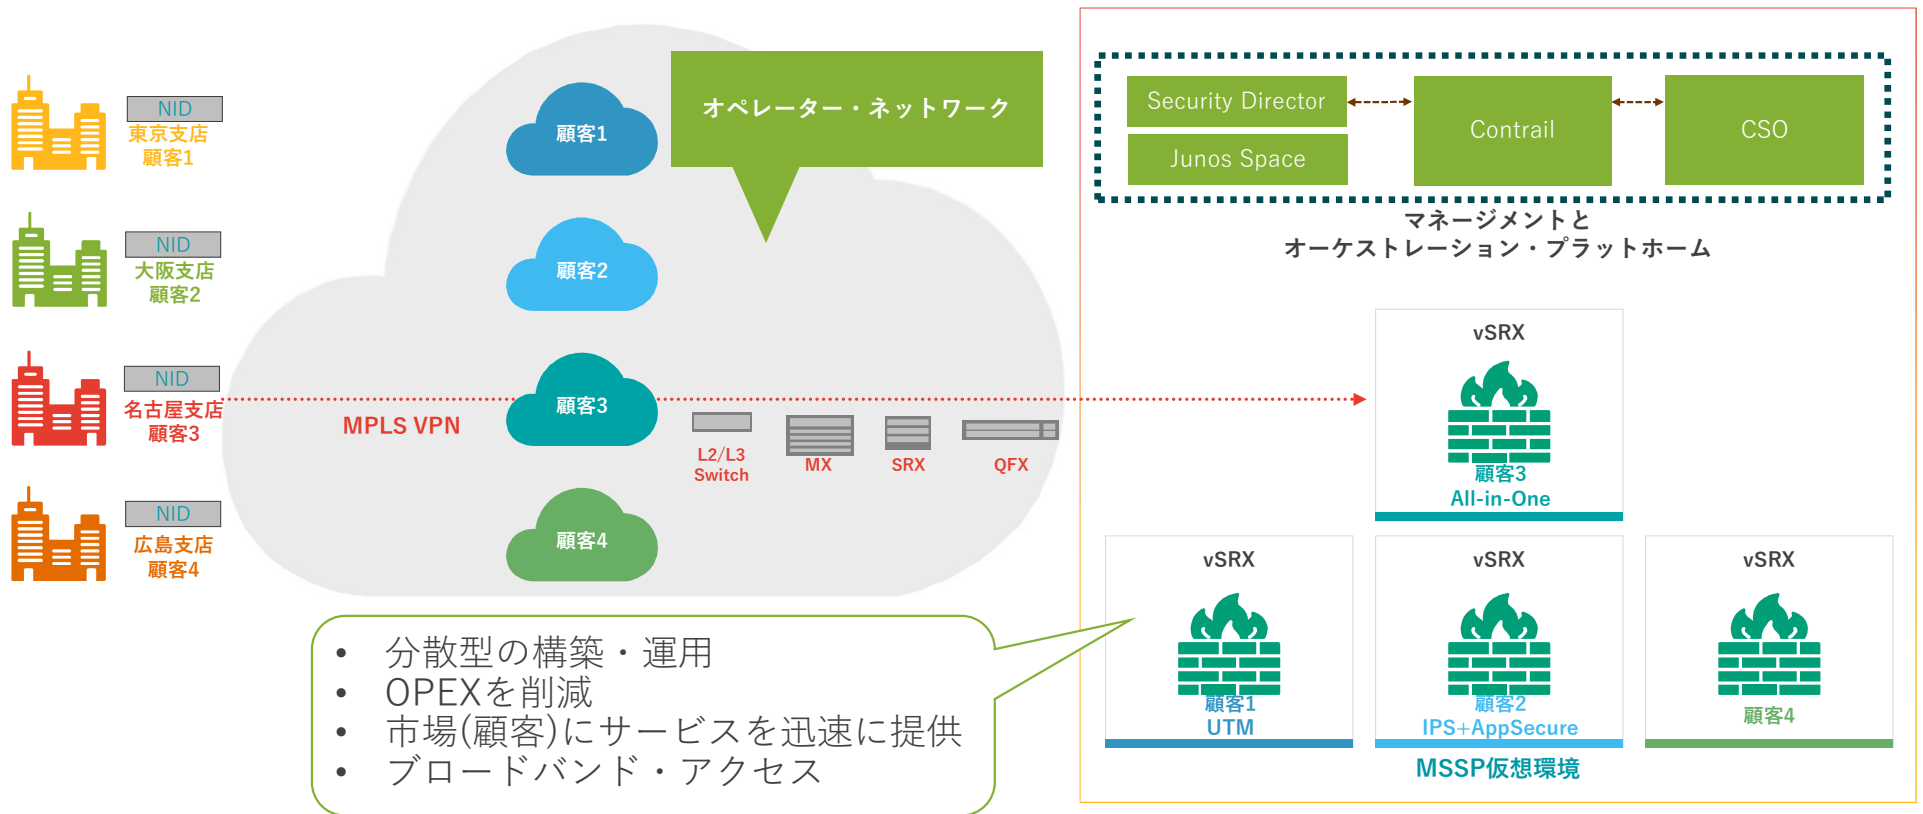 NID
東京支店
顧客1
NID
大阪支店
顧客2
NID
名古屋支店
顧客3
NID
広島支店
顧客4
オペレーター・ネットワーク
顧客1
顧客2
顧客3
顧客4
MPLS VPN
L2/L3
Switch
MX
SRX
QFX
• 分散型の構築・運用
• OPEXを削減
• 市場(顧客)にサービスを迅速に提供
• ブロードバンド・アクセス
Security Director
Junos Space
Contrail
CSO
マネージメントと
オーケストレーション・プラットホーム
vSRX
顧客3
All-in-One
vSRX
顧客1
UTM
vSRX
顧客2
IPS+AppSecure
vSRX
顧客4
MSSP仮想環境